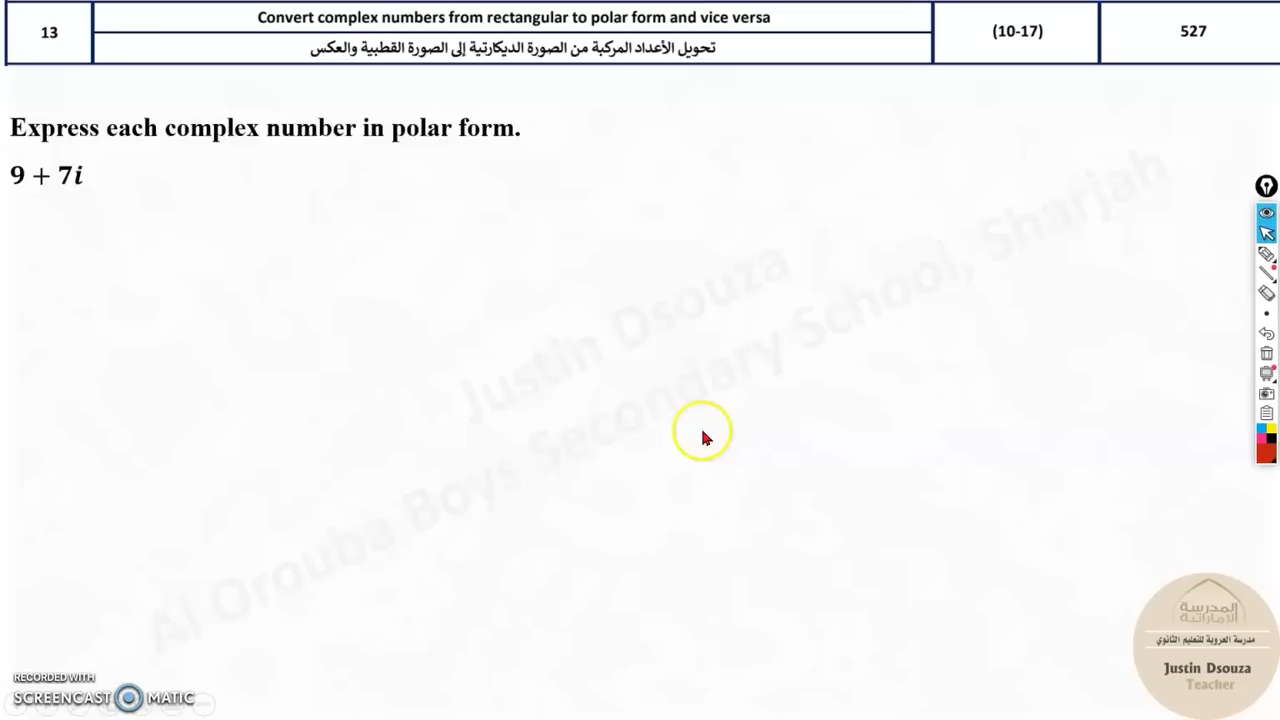 13
Convert complex numbers from rectangular to polar form and vice versa
تحويل الأعداد المركبة من الصورة الديكارتية إلى الصورة القطبية والعكس
(10-17)
527
Express each complex number in polar form.
9 + 7i
Justin Dsouza
Al Orouba Boys Secondary School, Sharjah
المدرسة
الإماراتية
مدرسة العروبة للتعليم الثانوي
Justin Dsouza
Teacher
RECORDED WITH
SCREENCAST MATIC